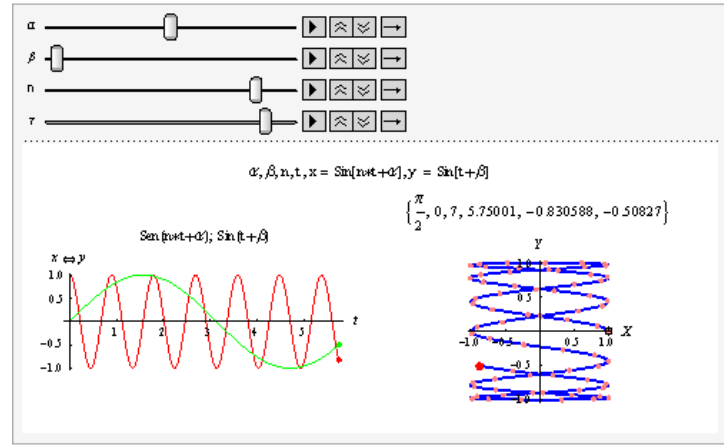 α
β
n
τ
α, β, n, t, x = Sin[n*t+α], y = Sin[t+β]
{π/2, 0, 7, 5.75001, -0.830588, -0.50827}
Sen(n*t+α); Sin(t+β)
x ⇔ y
1.0
0.5
-0.5
-1.0
1 2 3 4 5
t
Y
1.0
0.5
-1.0 -0.5 0.5 1.0 X
-0.5
-1.0